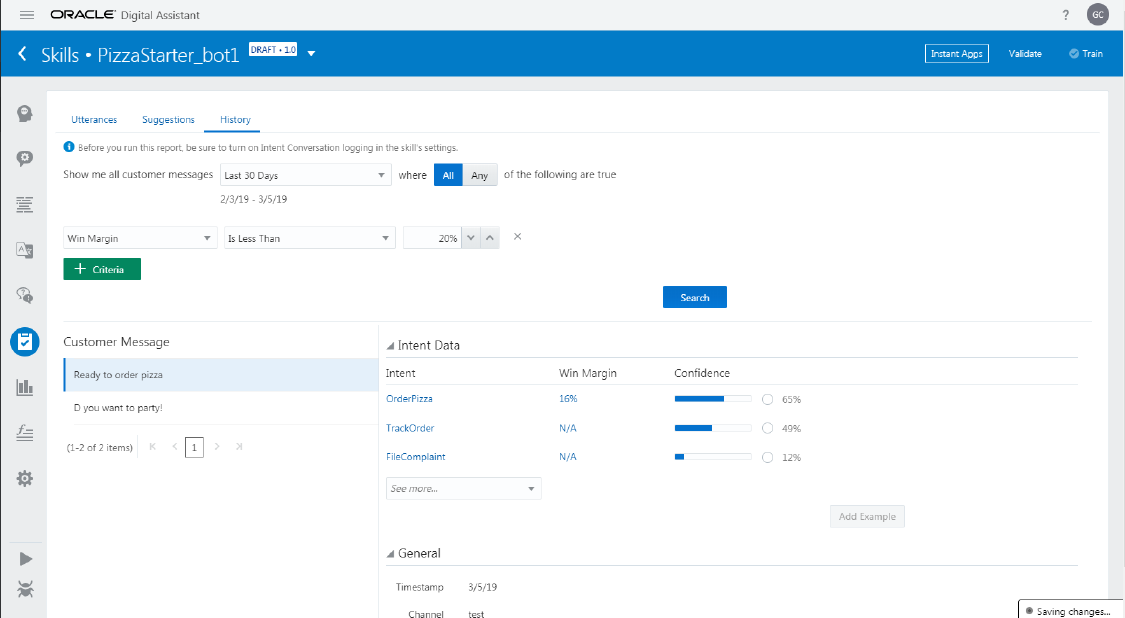 ORACLE® Digital Assistant
?
GC
Skills • PizzaStarter_bot1 DRAFT • 1.0
Instant Apps Validate Train
Utterances Suggestions History
Before you run this report, be sure to turn on Intent Conversation logging in the skill's settings.
Show me all customer messages Last 30 Days where All Any of the following are true
2/3/19 - 3/5/19
Win Margin Is Less Than 20%
+ Criteria
Search
Customer Message
Ready to order pizza
D you want to party!
(1-2 of 2 items) 1
Intent Data
Intent Win Margin Confidence
OrderPizza 16% 65%
TrackOrder N/A 49%
FileComplaint N/A 12%
See more...
Add Example
General
Timestamp 3/5/19
Channel test
Saving changes...